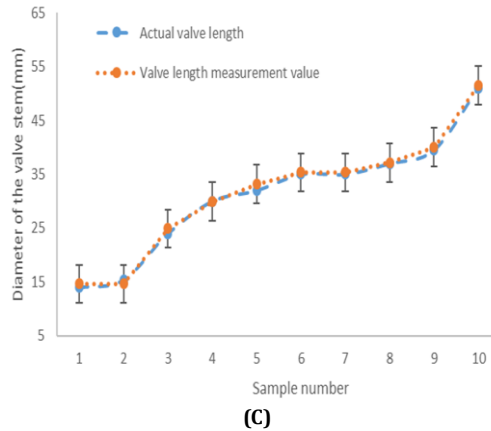 65
55
45
35
25
15
5
Diameter of the valve stem(mm)
Actual valve length
Valve length measurement value
1 2 3 4 5 6 7 8 9 10
Sample number
(C)